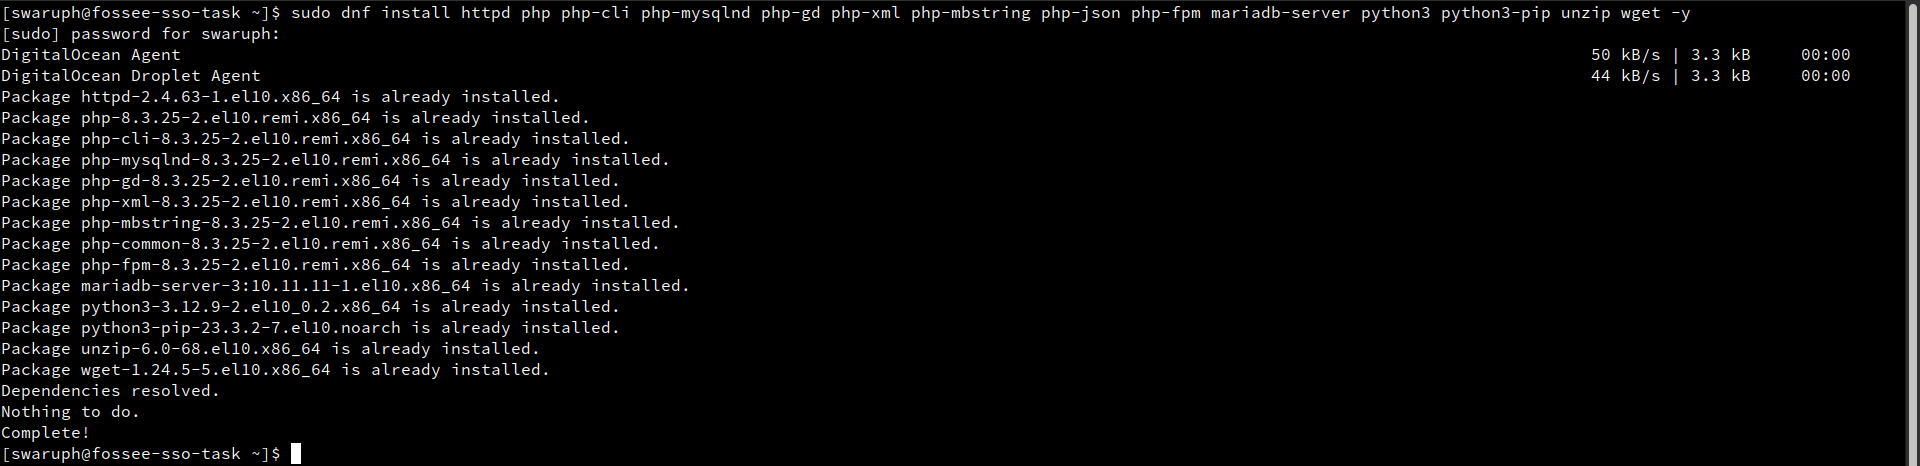 [swaruph@fossee-sso-task ~]$ sudo dnf install httpd php php-cli php-mysqlnd php-gd php-xml php-mbstring php-json php-fpm mariadb-server python3 python3-pip unzip wget -y
[sudo] password for swaruph:
DigitalOcean Agent 50 kB/s | 3.3 kB 00:00
DigitalOcean Droplet Agent 44 kB/s | 3.3 kB 00:00
Package httpd-2.4.63-1.el10.x86_64 is already installed.
Package php-8.3.25-2.el10.remi.x86_64 is already installed.
Package php-cli-8.3.25-2.el10.remi.x86_64 is already installed.
Package php-mysqlnd-8.3.25-2.el10.remi.x86_64 is already installed.
Package php-gd-8.3.25-2.el10.remi.x86_64 is already installed.
Package php-xml-8.3.25-2.el10.remi.x86_64 is already installed.
Package php-mbstring-8.3.25-2.el10.remi.x86_64 is already installed.
Package php-common-8.3.25-2.el10.remi.x86_64 is already installed.
Package php-fpm-8.3.25-2.el10.remi.x86_64 is already installed.
Package mariadb-server-3:10.11.11-1.el10.x86_64 is already installed.
Package python3-3.12.9-2.el10_0.2.x86_64 is already installed.
Package python3-pip-23.3.2-7.el10.noarch is already installed.
Package unzip-6.0-68.el10.x86_64 is already installed.
Package wget-1.24.5-5.el10.x86_64 is already installed.
Dependencies resolved.
Nothing to do.
Complete!
[swaruph@fossee-sso-task ~]$